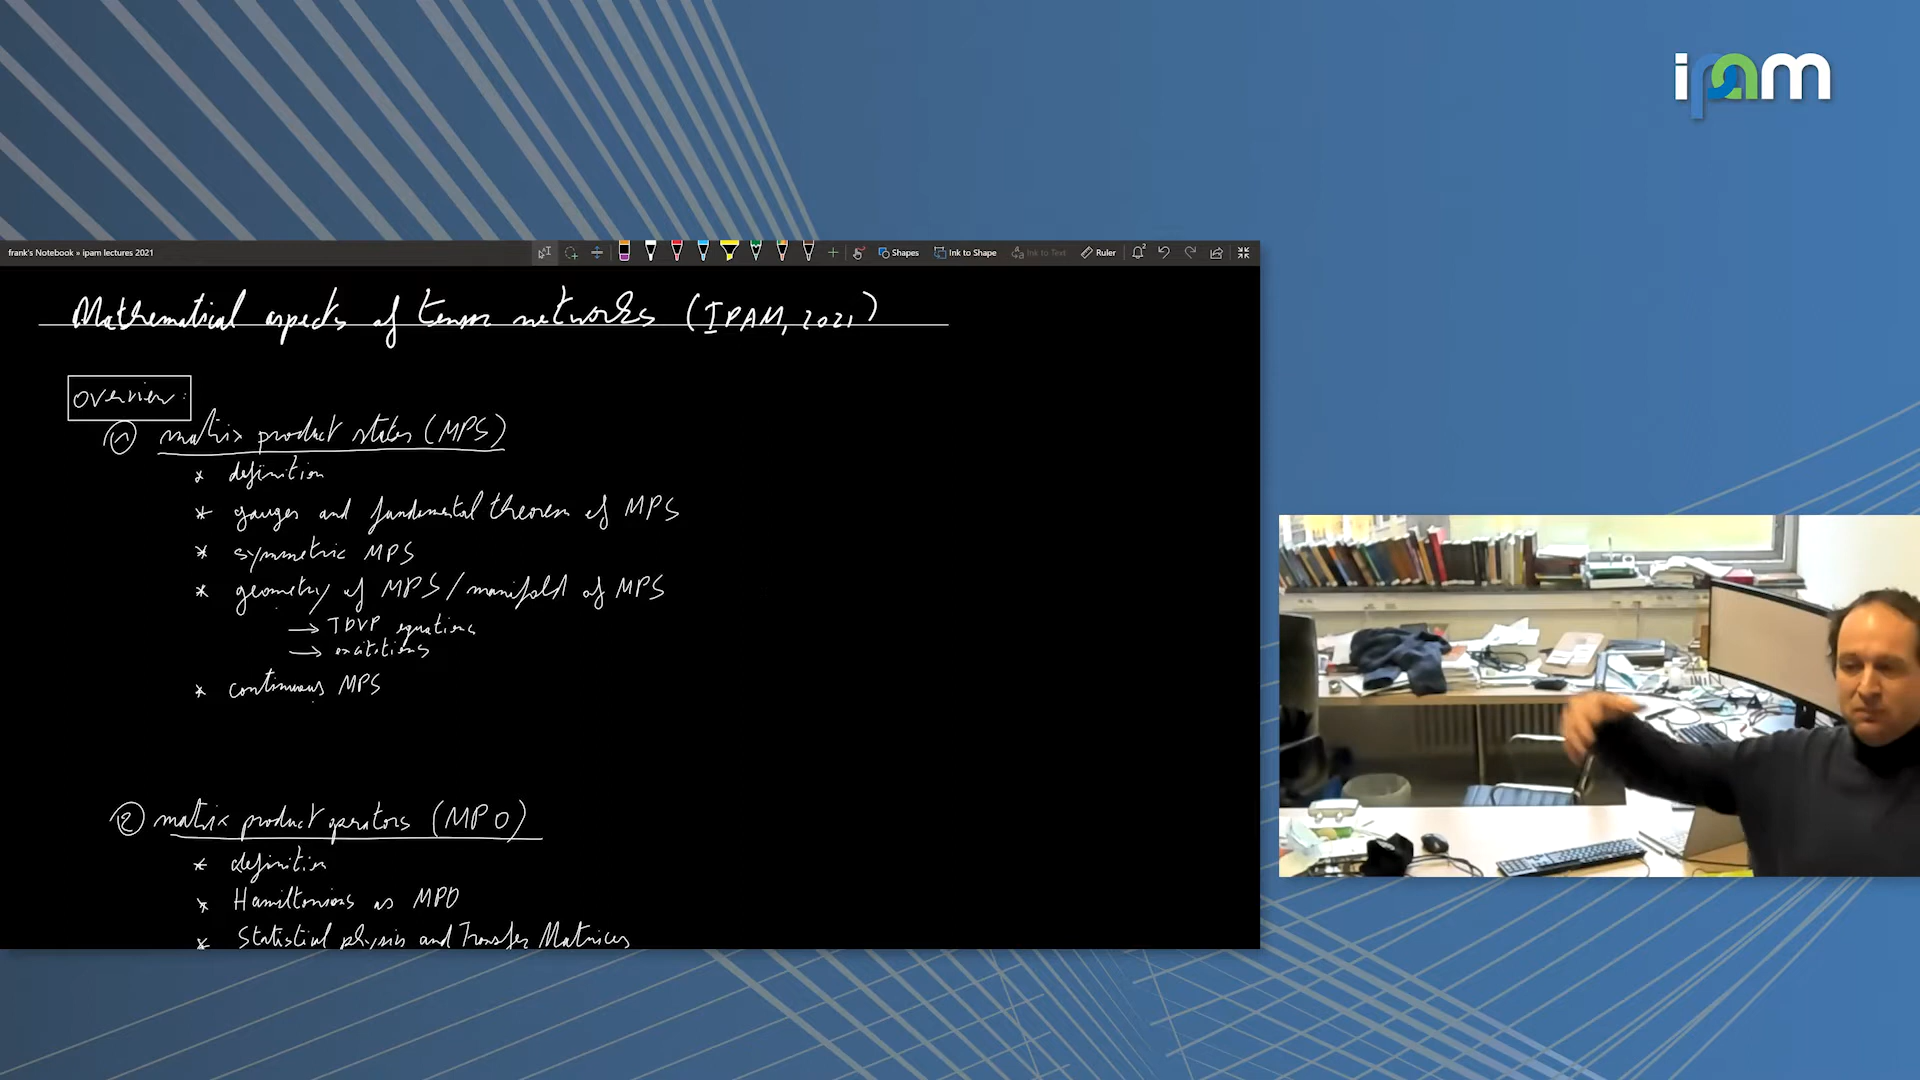 ipam
frank's Notebook » ipam lectures 2021
Shapes
Ink to Shape
Ink to Text
Ruler
Mathematical aspects of tensor networks (IPAM, 2021)
overview:
① matrix product states (MPS)
* definition
* gauges and fundamental theorem of MPS
* symmetric MPS
* geometry of MPS / manifold of MPS
→ TDVP equations
→ excitations
* continuous MPS
② matrix product operators (MPO)
* definition
* Hamiltonians as MPO
* Statistical physics and Transfer Matrices